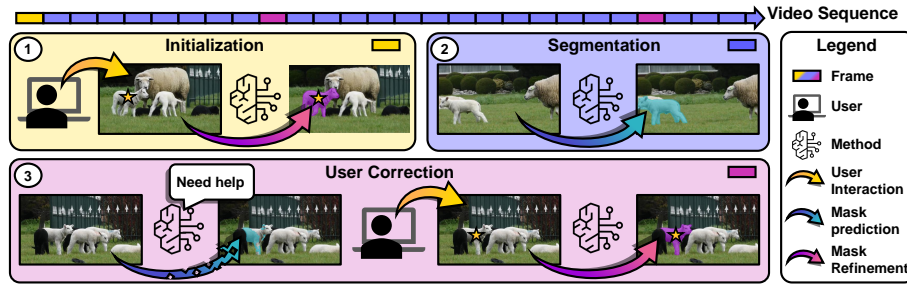 Video Sequence
1
Initialization
2
Segmentation
3
User Correction
Need help
Legend
Frame
User
Method
User
Interaction
Mask
prediction
Mask
Refinement